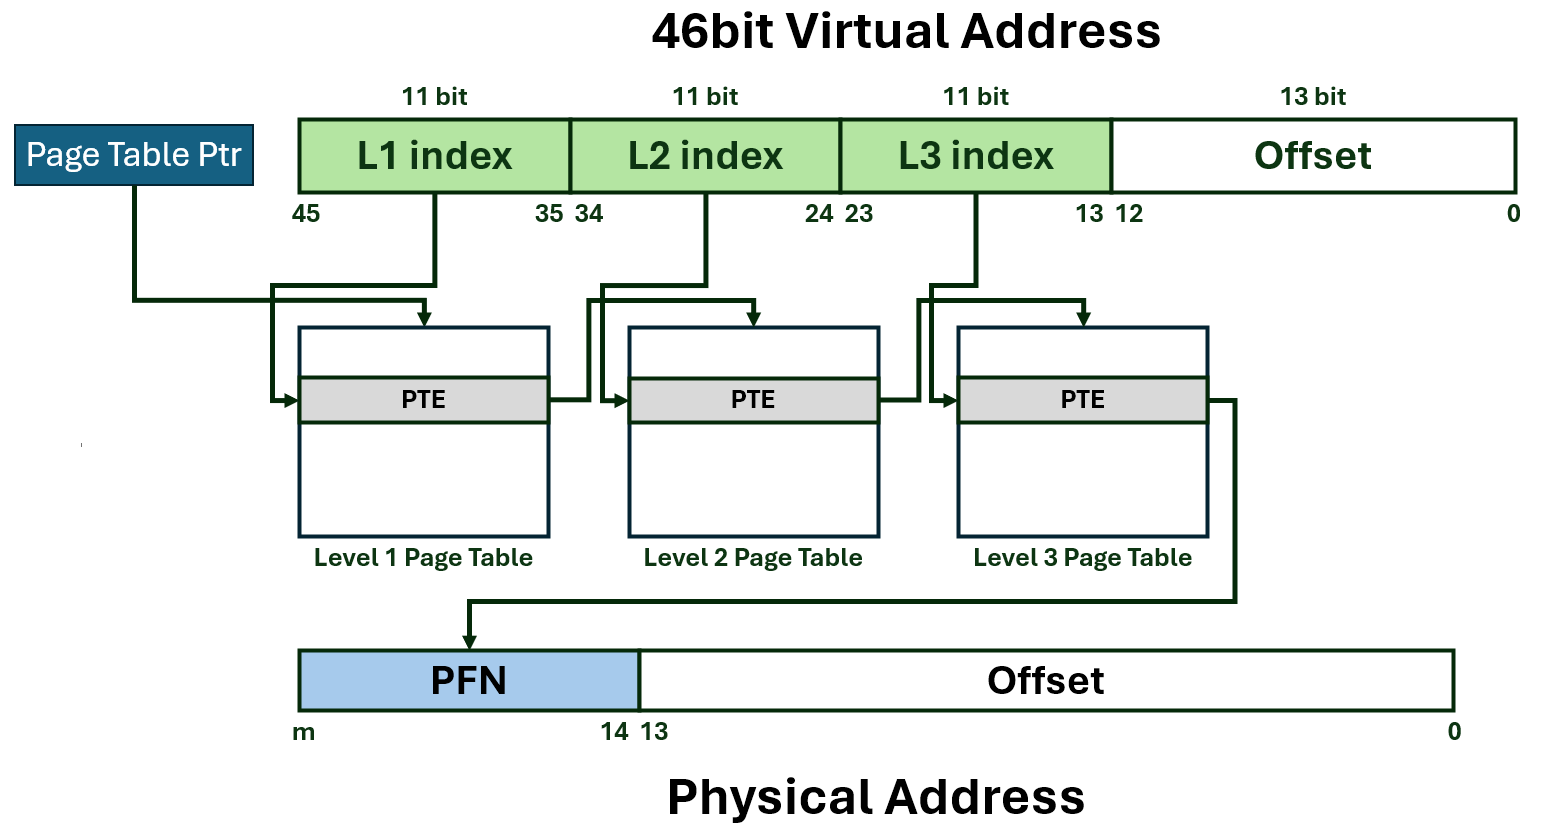 46bit Virtual Address
11 bit 11 bit 11 bit 13 bit
Page Table Ptr L1 index L2 index L3 index Offset
45 35 34 24 23 13 12 0
PTE PTE PTE
Level 1 Page Table Level 2 Page Table Level 3 Page Table
PFN Offset
m 14 13 0
Physical Address